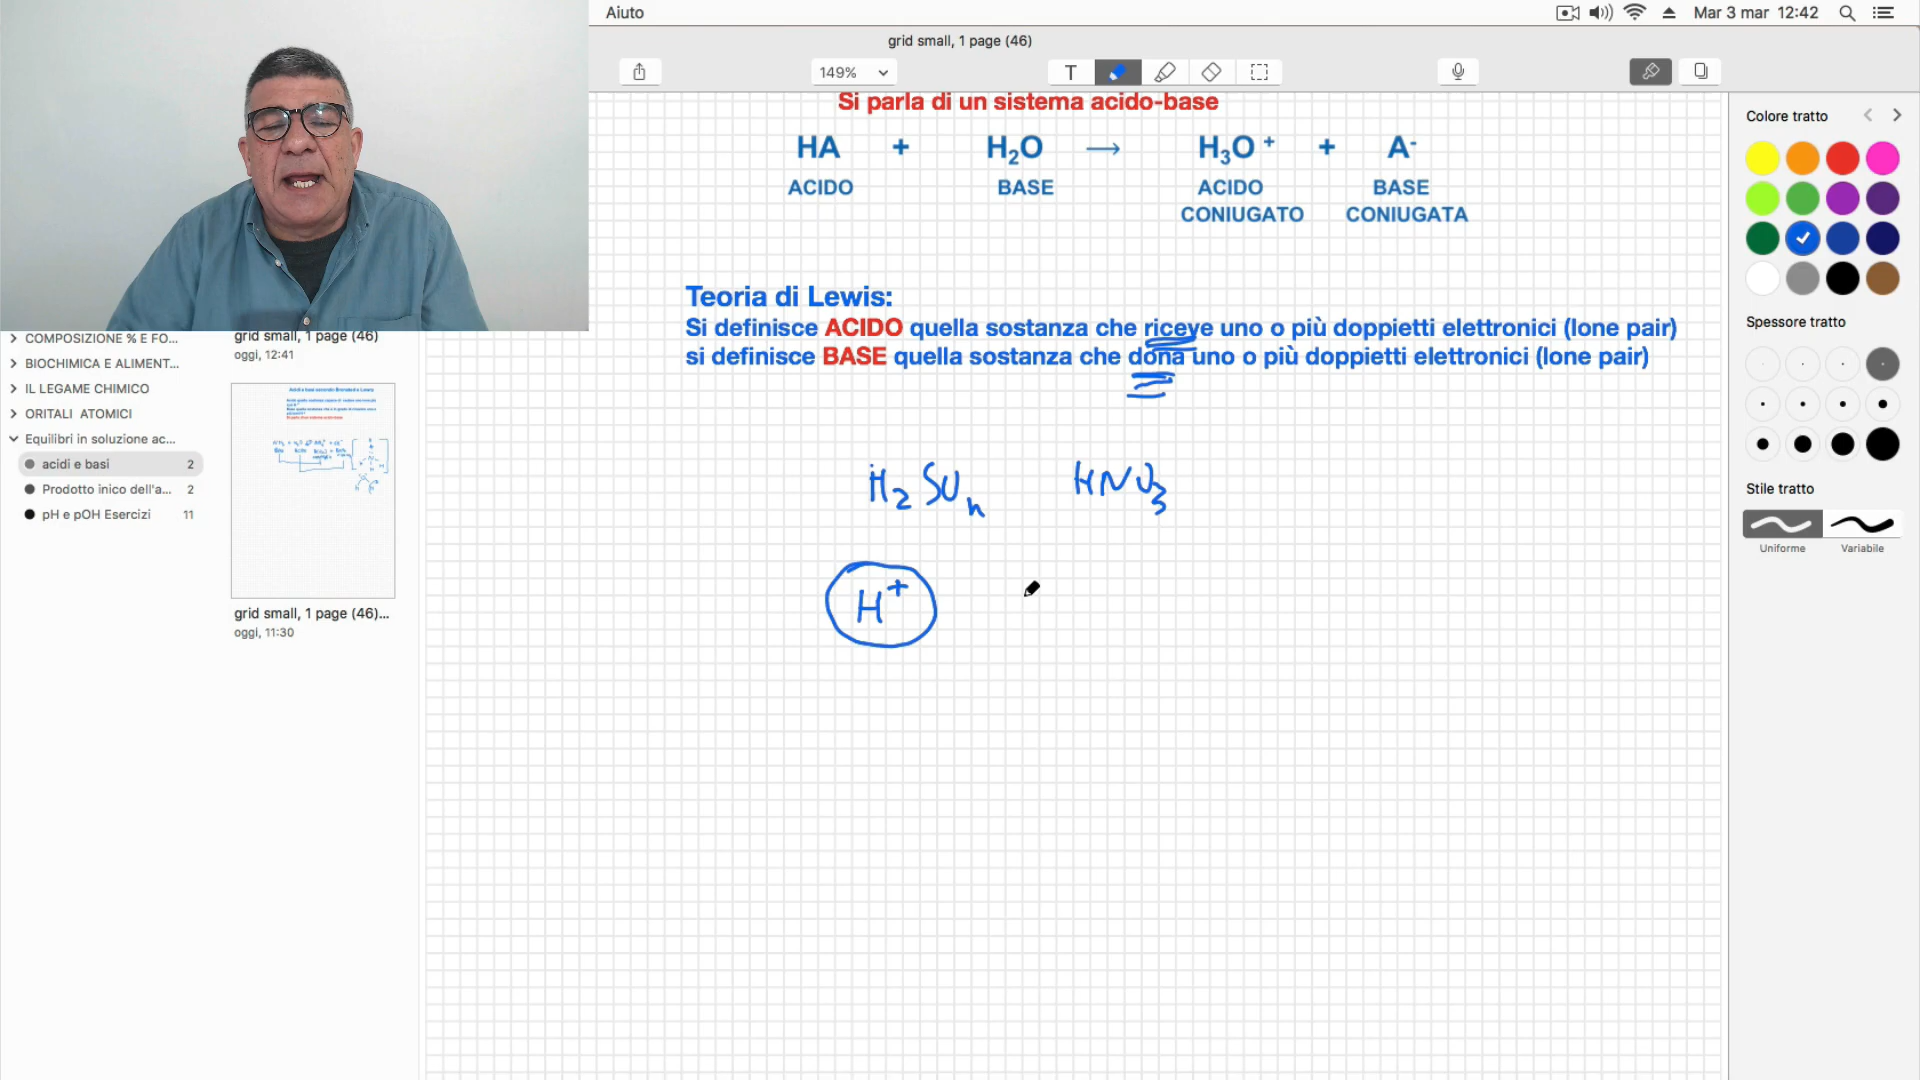 Aiuto
Mar 3 mar 12:42
grid small, 1 page (46)
149%
T
Si parla di un sistema acido-base
HA + H₂O → H₃O⁺ + A⁻
ACIDO BASE ACIDO CONIUGATO BASE CONIUGATA
Teoria di Lewis:
Si definisce ACIDO quella sostanza che riceve uno o più doppietti elettronici (lone pair)
si definisce BASE quella sostanza che dona uno o più doppietti elettronici (lone pair)
H₂SO₄ HNO₃
H⁺
COMPOSIZIONE % E FO...
BIOCHIMICA E ALIMENT...
IL LEGAME CHIMICO
ORITALI ATOMICI
Equilibri in soluzione ac...
acidi e basi 2
Prodotto inico dell'a... 2
pH e pOH Esercizi 11
grid small, 1 page (46)
oggi, 12:41
grid small, 1 page (46)...
oggi, 11:30
Colore tratto
Spessore tratto
Stile tratto
Uniforme Variabile